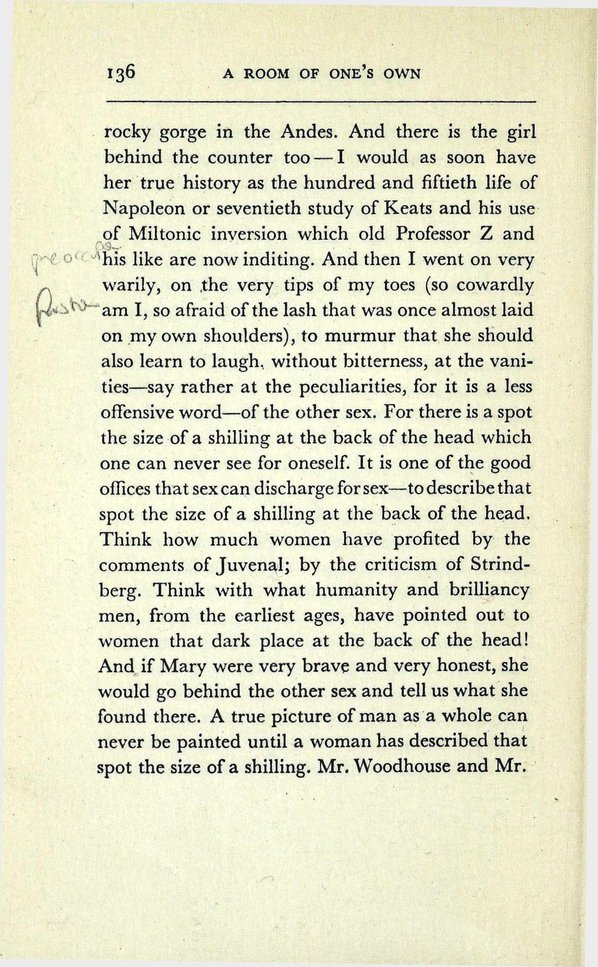 136 A ROOM OF ONE'S OWN
rocky gorge in the Andes. And there is the girl
behind the counter too—I would as soon have
her true history as the hundred and fiftieth life of
Napoleon or seventieth study of Keats and his use
of Miltonic inversion which old Professor Z and
his like are now inditing. And then I went on very
warily, on the very tips of my toes (so cowardly
am I, so afraid of the lash that was once almost laid
on my own shoulders), to murmur that she should
also learn to laugh, without bitterness, at the vani-
ties—say rather at the peculiarities, for it is a less
offensive word—of the other sex. For there is a spot
the size of a shilling at the back of the head which
one can never see for oneself. It is one of the good
offices that sex can discharge for sex—to describe that
spot the size of a shilling at the back of the head.
Think how much women have profited by the
comments of Juvenal; by the criticism of Strind-
berg. Think with what humanity and brilliancy
men, from the earliest ages, have pointed out to
women that dark place at the back of the head!
And if Mary were very brave and very honest, she
would go behind the other sex and tell us what she
found there. A true picture of man as a whole can
never be painted until a woman has described that
spot the size of a shilling. Mr. Woodhouse and Mr.